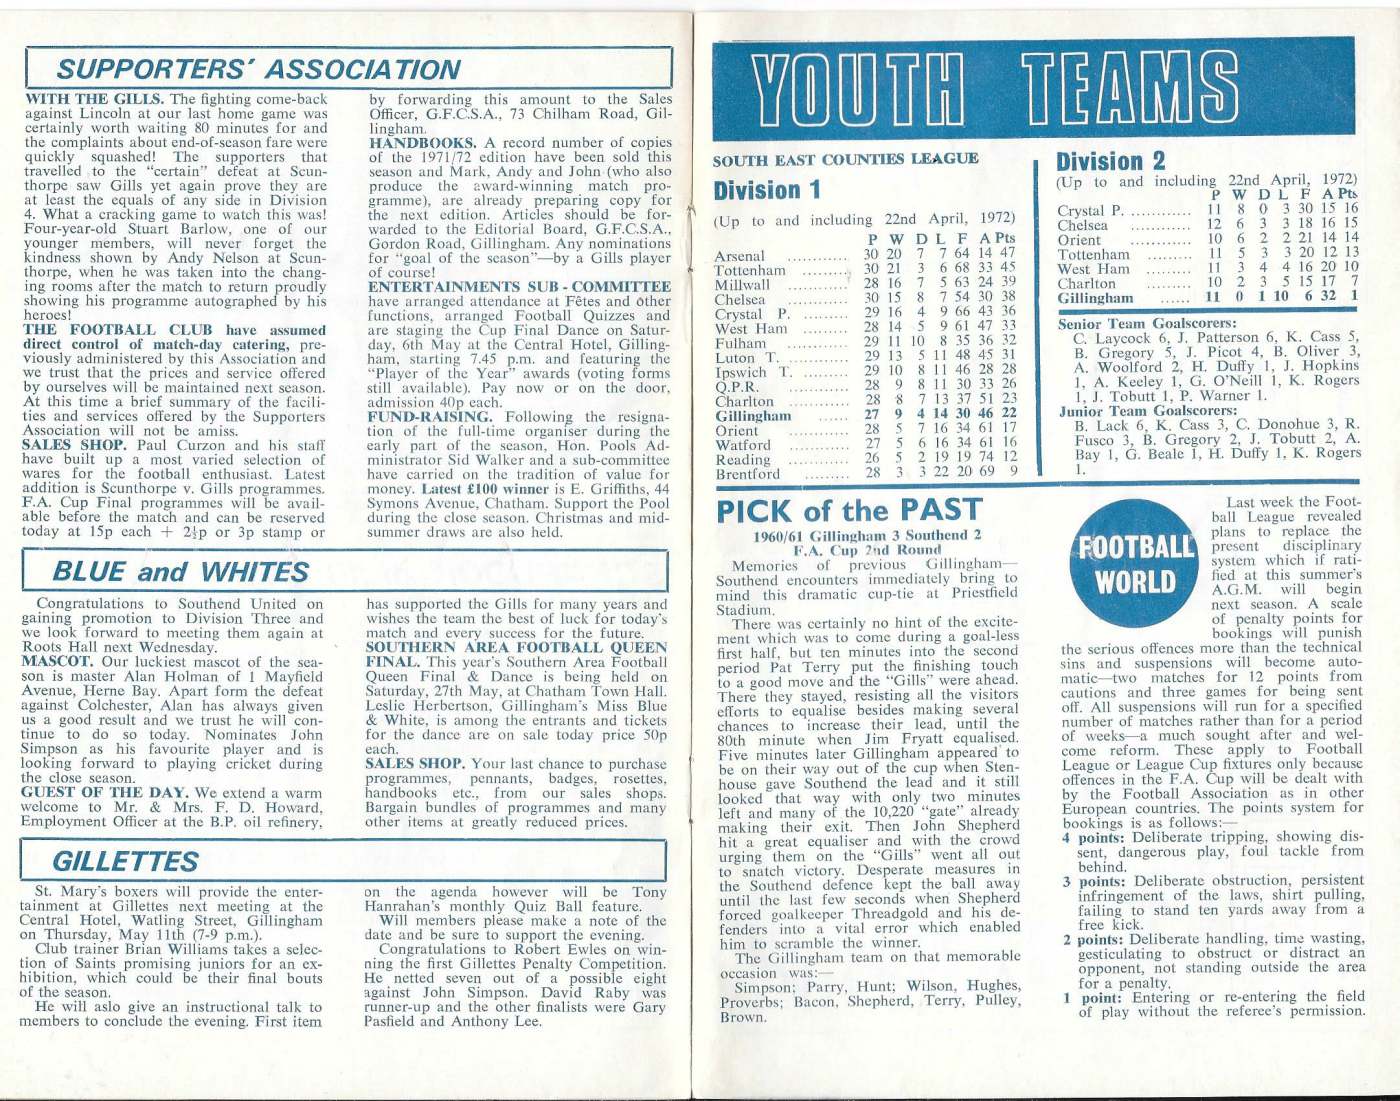 SUPPORTERS' ASSOCIATION
WITH THE GILLS. The fighting come-back
against Lincoln at our last home game was
certainly worth waiting 80 minutes for and
the complaints about end-of-season fare were
quickly squashed! The supporters that
travelled to the "certain" defeat at Scun-
thorpe saw Gills yet again prove they are
at least the equals of any side in Division
4. What a cracking game to watch this was!
Four-year-old Stuart Barlow, one of our
younger members, will never forget the
kindness shown by Andy Nelson at Scun-
thorpe, when he was taken into the chang-
ing rooms after the match to return proudly
showing his programme autographed by his
heroes!
THE FOOTBALL CLUB have assumed
direct control of match-day catering, pre-
viously administered by this Association and
we trust that the prices and service offered
by ourselves will be maintained next season.
At this time a brief summary of the facili-
ties and services offered by the Supporters
Association will not be amiss.
SALES SHOP. Paul Curzon and his staff
have built up a most varied selection of
wares for the football enthusiast. Latest
addition is Scunthorpe v. Gills programmes.
F.A. Cup Final programmes will be avail-
able before the match and can be reserved
today at 15p each + 2½p or 3p stamp or
by forwarding this amount to the Sales
Officer, G.F.C.S.A., 73 Chilham Road, Gil-
lingham.
HANDBOOKS. A record number of copies
of the 1971/72 edition have been sold this
season and Mark, Andy and John (who also
produce the award-winning match pro-
gramme), are already preparing copy for
the next edition. Articles should be for-
warded to the Editorial Board, G.F.C.S.A.,
Gordon Road, Gillingham. Any nominations
for "goal of the season"—by a Gills player
of course!
ENTERTAINMENTS SUB - COMMITTEE
have arranged attendance at Fêtes and other
functions, arranged Football Quizzes and
are staging the Cup Final Dance on Satur-
day, 6th May at the Central Hotel, Gilling-
ham, starting 7.45 p.m. and featuring the
"Player of the Year" awards (voting forms
still available). Pay now or on the door,
admission 40p each.
FUND-RAISING. Following the resigna-
tion of the full-time organiser during the
early part of the season, Hon. Pools Ad-
ministrator Sid Walker and a sub-committee
have carried on the tradition of value for
money. Latest £100 winner is E. Griffiths, 44
Symons Avenue, Chatham. Support the Pool
during the close season. Christmas and mid-
summer draws are also held.
BLUE and WHITES
Congratulations to Southend United on
gaining promotion to Division Three and
we look forward to meeting them again at
Roots Hall next Wednesday.
MASCOT. Our luckiest mascot of the sea-
son is master Alan Holman of 1 Mayfield
Avenue, Herne Bay. Apart form the defeat
against Colchester, Alan has always given
us a good result and we trust he will con-
tinue to do so today. Nominates John
Simpson as his favourite player and is
looking forward to playing cricket during
the close season.
GUEST OF THE DAY. We extend a warm
welcome to Mr. & Mrs. F. D. Howard,
Employment Officer at the B.P. oil refinery,
has supported the Gills for many years and
wishes the team the best of luck for today's
match and every success for the future.
SOUTHERN AREA FOOTBALL QUEEN
FINAL. This year's Southern Area Football
Queen Final & Dance is being held on
Saturday, 27th May, at Chatham Town Hall.
Leslie Herbertson, Gillingham's Miss Blue
& White, is among the entrants and tickets
for the dance are on sale today price 50p
each.
SALES SHOP. Your last chance to purchase
programmes, pennants, badges, rosettes,
handbooks etc., from our sales shops.
Bargain bundles of programmes and many
other items at greatly reduced prices.
GILLETTES
St. Mary's boxers will provide the enter-
tainment at Gillettes next meeting at the
Central Hotel, Watling Street, Gillingham
on Thursday, May 11th (7-9 p.m.).
Club trainer Brian Williams takes a selec-
tion of Saints promising juniors for an ex-
hibition, which could be their final bouts
of the season.
He will aslo give an instructional talk to
members to conclude the evening. First item
on the agenda however will be Tony
Hanrahan's monthly Quiz Ball feature.
Will members please make a note of the
date and be sure to support the evening.
Congratulations to Robert Ewles on win-
ning the first Gillettes Penalty Competition.
He netted seven out of a possible eight
against John Simpson. David Raby was
runner-up and the other finalists were Gary
Pasfield and Anthony Lee.
YOUTH TEAMS
SOUTH EAST COUNTIES LEAGUE
Division 1
(Up to and including 22nd April, 1972)
P W D L F A Pts
Arsenal ............ 30 20 7 7 64 14 47
Tottenham ............ 30 21 3 6 68 33 45
Millwall ............ 28 16 7 5 63 24 39
Chelsea ............ 30 15 8 7 54 30 38
Crystal P. ......... 29 16 4 9 66 43 36
West Ham ......... 28 14 5 9 61 47 33
Fulham ............ 29 11 10 8 35 36 32
Luton T. ............ 29 13 5 11 48 45 31
Ipswich T. ......... 29 10 8 11 46 28 28
Q.P.R. ............ 28 9 8 11 30 33 26
Charlton ............ 28 8 7 13 37 51 23
Gillingham ......... 27 9 4 14 30 46 22
Orient ............ 28 5 7 16 34 61 17
Watford ............ 27 5 6 16 34 61 16
Reading ............ 26 5 2 19 19 74 12
Brentford ......... 28 3 3 22 20 69 9
Division 2
(Up to and including 22nd April, 1972)
P W D L F A Pts
Crystal P. ............ 11 8 0 3 30 15 16
Chelsea ............ 12 6 3 3 18 16 15
Orient ............ 10 6 2 2 21 14 14
Tottenham ......... 11 5 3 3 20 12 13
West Ham ......... 11 3 4 4 16 20 10
Charlton ......... 10 2 3 5 15 17 7
Gillingham ...... 11 0 1 10 6 32 1
Senior Team Goalscorers:
C. Laycock 6, J. Patterson 6, K. Cass 5,
B. Gregory 5, J. Picot 4, B. Oliver 3,
A. Woolford 2, H. Duffy 1, J. Hopkins
1, A. Keeley 1, G. O'Neill 1, K. Rogers
1, J. Tobutt 1, P. Warner 1.
Junior Team Goalscorers:
B. Lack 6, K. Cass 3, C. Donohue 3, R.
Fusco 3, B. Gregory 2, J. Tobutt 2, A.
Bay 1, G. Beale 1, H. Duffy 1, K. Rogers
1.
PICK of the PAST
1960/61 Gillingham 3 Southend 2
F.A. Cup 2nd Round
Memories of previous Gillingham—
Southend encounters immediately bring to
mind this dramatic cup-tie at Priestfield
Stadium.
There was certainly no hint of the excite-
ment which was to come during a goal-less
first half, but ten minutes into the second
period Pat Terry put the finishing touch
to a good move and the "Gills" were ahead.
There they stayed, resisting all the visitors
efforts to equalise besides making several
chances to increase their lead, until the
80th minute when Jim Fryatt equalised.
Five minutes later Gillingham appeared to
be on their way out of the cup when Sten-
house gave Southend the lead and it still
looked that way with only two minutes
left and many of the 10,220 "gate" already
making their exit. Then John Shepherd
hit a great equaliser and with the crowd
urging them on the "Gills" went all out
to snatch victory. Desperate measures in
the Southend defence kept the ball away
until the last few seconds when Shepherd
forced goalkeeper Threadgold and his de-
fenders into a vital error which enabled
him to scramble the winner.
The Gillingham team on that memorable
occasion was:—
Simpson; Parry, Hunt; Wilson, Hughes,
Proverbs; Bacon, Shepherd, Terry, Pulley,
Brown.
FOOTBALL
WORLD
Last week the Foot-
ball League revealed
plans to replace the
present disciplinary
system which if rati-
fied at this summer's
A.G.M. will begin
next season. A scale
of penalty points for
bookings will punish
the serious offences more than the technical
sins and suspensions will become auto-
matic—two matches for 12 points from
cautions and three games for being sent
off. All suspensions will run for a specified
number of matches rather than for a period
of weeks—a much sought after and wel-
come reform. These apply to Football
League or League Cup fixtures only because
offences in the F.A. Cup will be dealt with
by the Football Association as in other
European countries. The points system for
bookings is as follows:—
4 points: Deliberate tripping, showing dis-
sent, dangerous play, foul tackle from
behind.
3 points: Deliberate obstruction, persistent
infringement of the laws, shirt pulling,
failing to stand ten yards away from a
free kick.
2 points: Deliberate handling, time wasting,
gesticulating to obstruct or distract an
opponent, not standing outside the area
for a penalty.
1 point: Entering or re-entering the field
of play without the referee's permission.